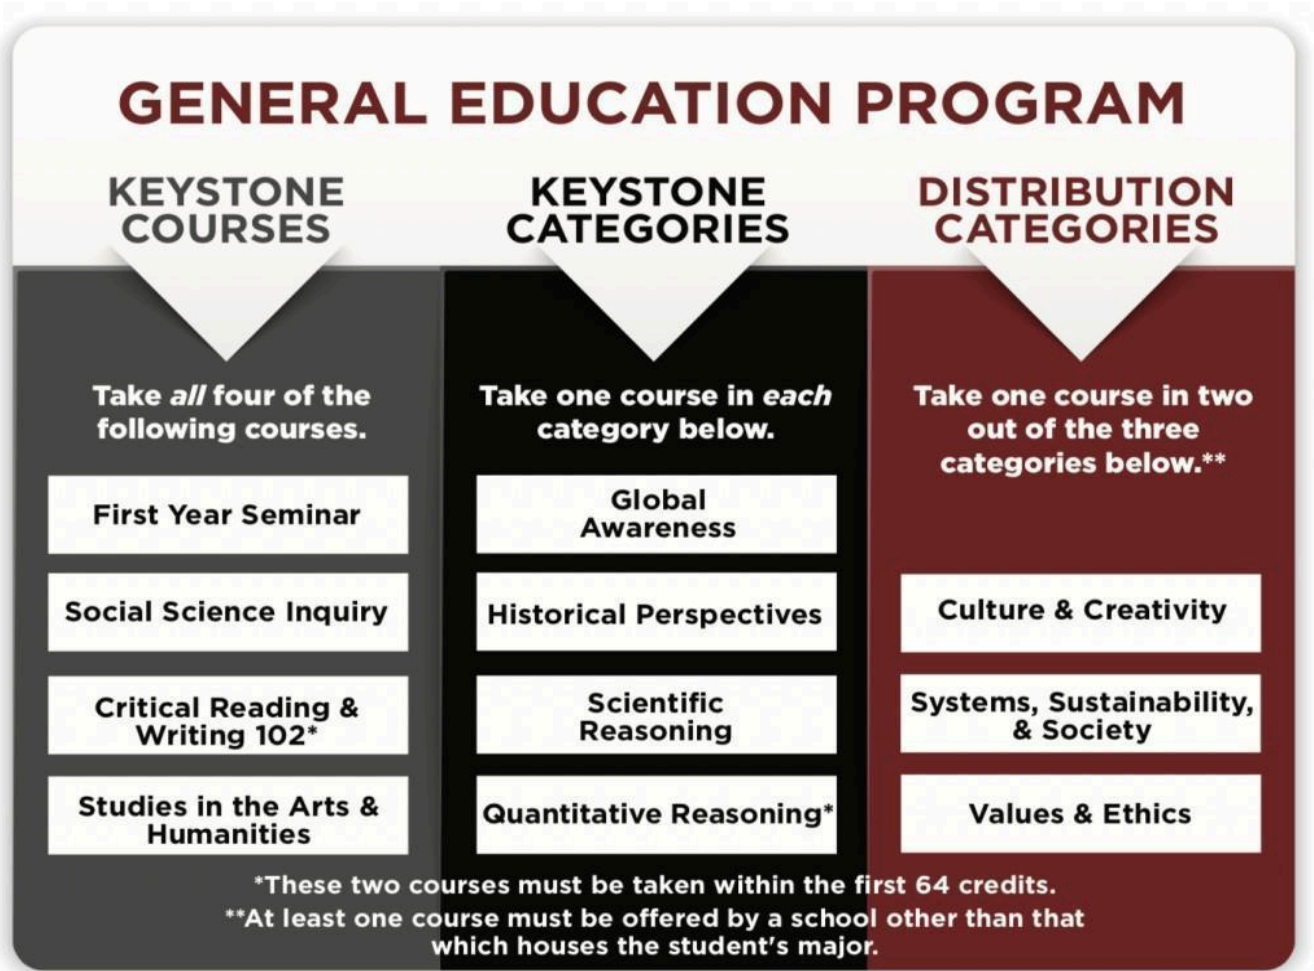 GENERAL EDUCATION PROGRAM
KEYSTONE
COURSES
Take all four of the
following courses.
First Year Seminar
Social Science Inquiry
Critical Reading &
Writing 102*
Studies in the Arts &
Humanities
KEYSTONE
CATEGORIES
Take one course in each
category below.
Global
Awareness
Historical Perspectives
Scientific
Reasoning
Quantitative Reasoning*
DISTRIBUTION
CATEGORIES
Take one course in two
out of the three
categories below.**
Culture & Creativity
Systems, Sustainability,
& Society
Values & Ethics
*These two courses must be taken within the first 64 credits.
**At least one course must be offered by a school other than that
which houses the student's major.